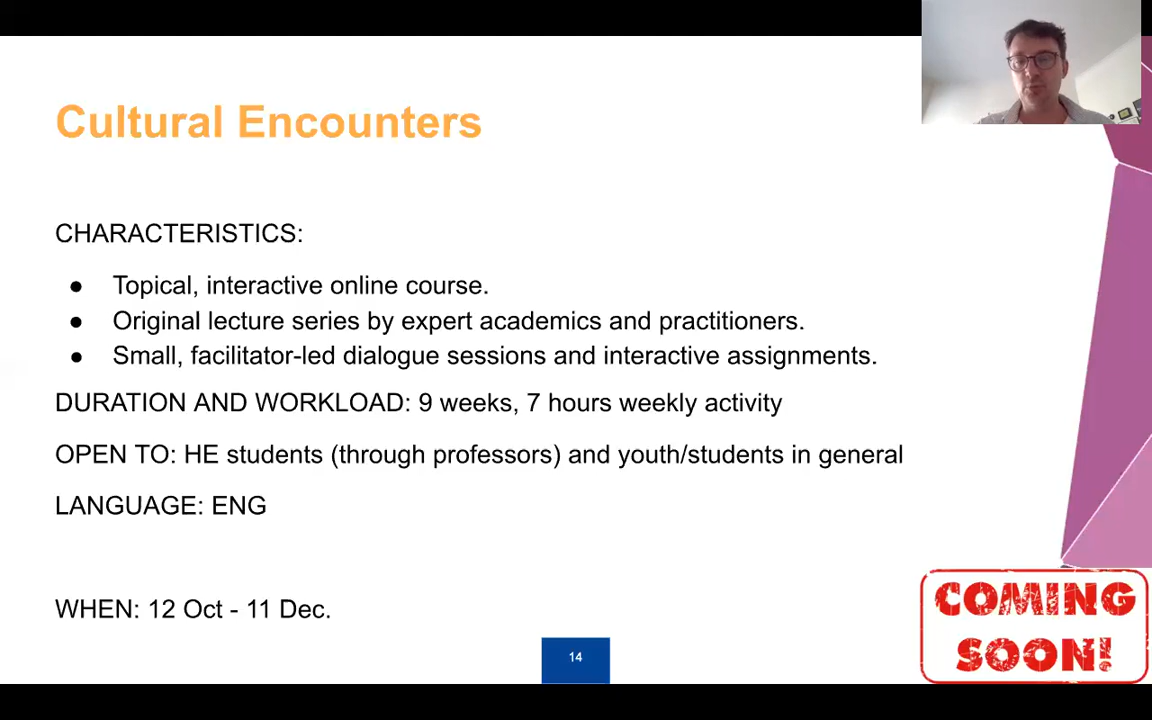 Cultural Encounters
CHARACTERISTICS:
● Topical, interactive online course.
● Original lecture series by expert academics and practitioners.
● Small, facilitator-led dialogue sessions and interactive assignments.
DURATION AND WORKLOAD: 9 weeks, 7 hours weekly activity
OPEN TO: HE students (through professors) and youth/students in general
LANGUAGE: ENG
WHEN: 12 Oct - 11 Dec.
COMING
SOON!
14